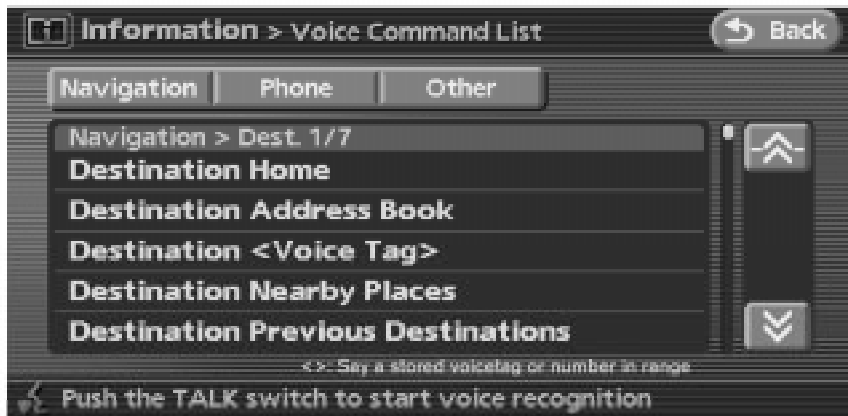 Information > Voice Command List
Back
Navigation Phone Other
Navigation > Dest. 1/7
Destination Home
Destination Address Book
Destination <Voice Tag>
Destination Nearby Places
Destination Previous Destinations
< >: Say a stored voicetag or number in range
Push the TALK switch to start voice recognition